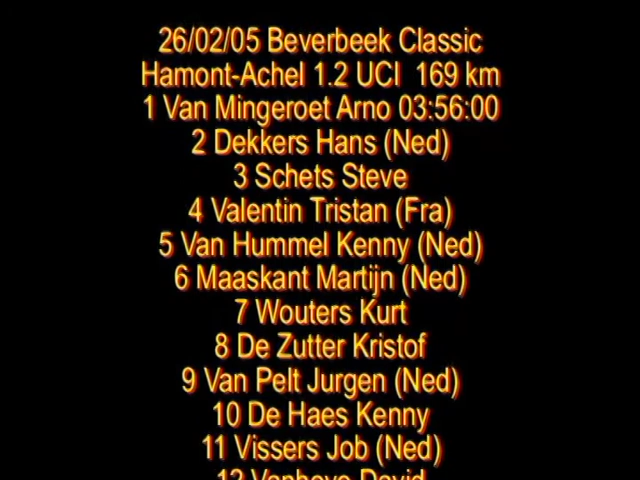 26/02/05 Beverbeek Classic
Hamont-Achel 1.2 UCI 169 km
1 Van Mingeroet Arno 03:56:00
2 Dekkers Hans (Ned)
3 Schets Steve
4 Valentin Tristan (Fra)
5 Van Hummel Kenny (Ned)
6 Maaskant Martijn (Ned)
7 Wouters Kurt
8 De Zutter Kristof
9 Van Pelt Jurgen (Ned)
10 De Haes Kenny
11 Vissers Job (Ned)